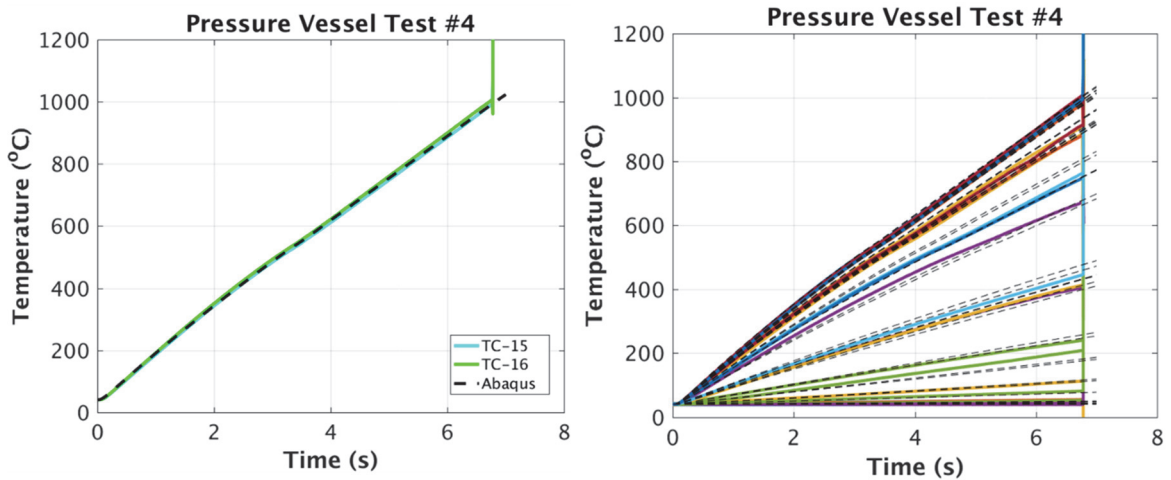 Pressure Vessel Test #4
1200
1000
800
600
400
200
0
Temperature (°C)
0 2 4 6 8
Time (s)
TC-15
TC-16
Abaqus
Pressure Vessel Test #4
1200
1000
800
600
400
200
0
Temperature (°C)
0 2 4 6 8
Time (s)